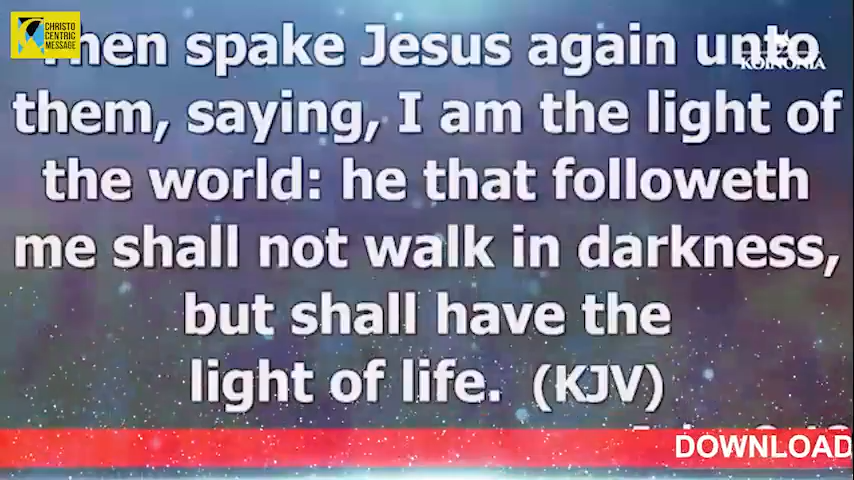 CHRISTO
CENTRIC
MESSAGE
KOINONIA
Then spake Jesus again unto
them, saying, I am the light of
the world: he that followeth
me shall not walk in darkness,
but shall have the
light of life. (KJV)
DOWNLOAD